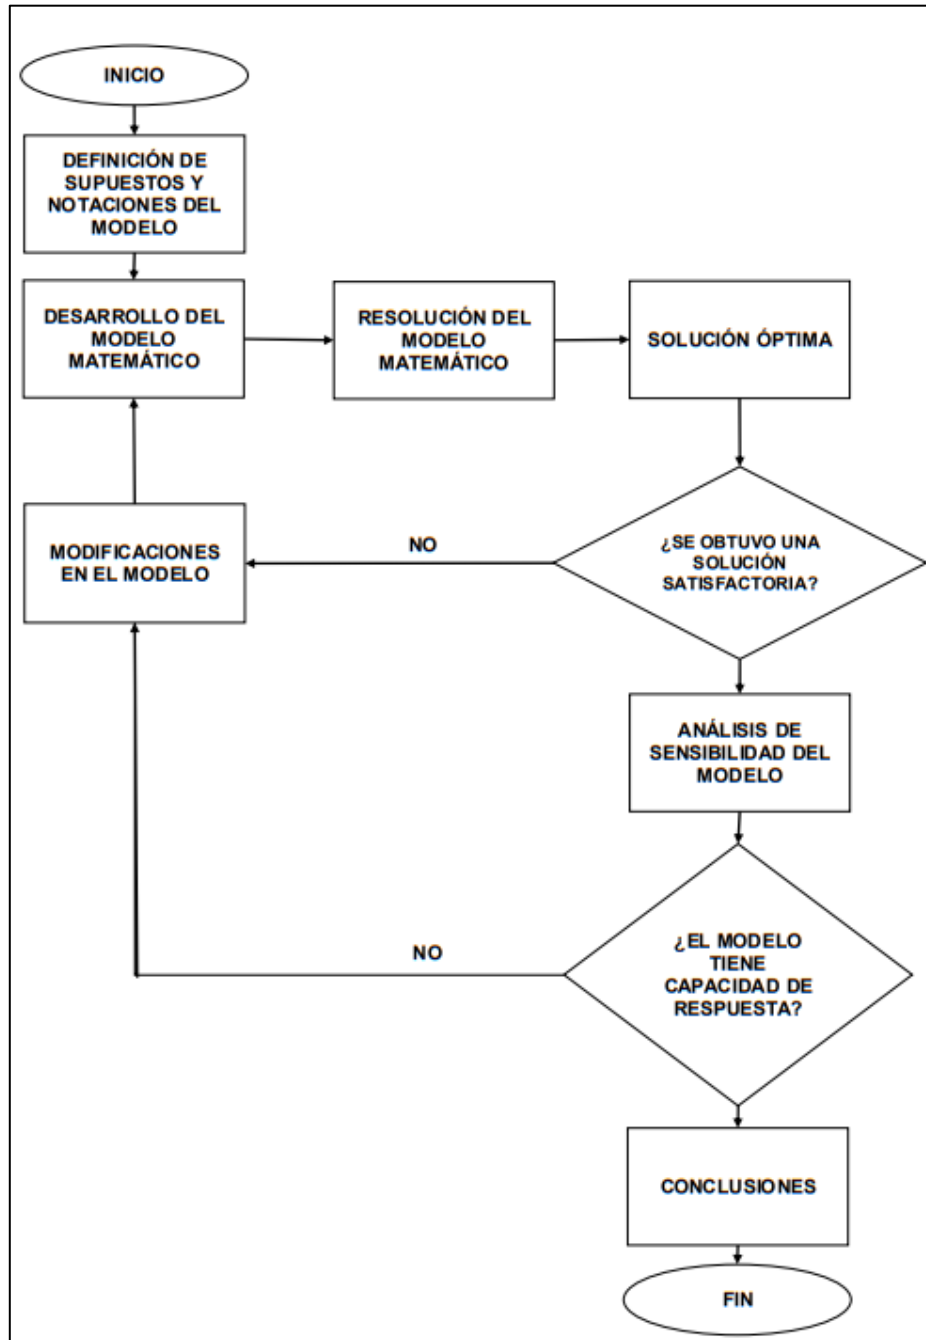 INICIO
DEFINICIÓN DE
SUPUESTOS Y
NOTACIONES DEL
MODELO
DESARROLLO DEL
MODELO
MATEMÁTICO
RESOLUCIÓN DEL
MODELO
MATEMÁTICO
SOLUCIÓN ÓPTIMA
¿SE OBTUVO UNA
SOLUCIÓN
SATISFACTORIA?
NO
MODIFICACIONES
EN EL MODELO
ANÁLISIS DE
SENSIBILIDAD DEL
MODELO
¿EL MODELO
TIENE
CAPACIDAD DE
RESPUESTA?
NO
CONCLUSIONES
FIN